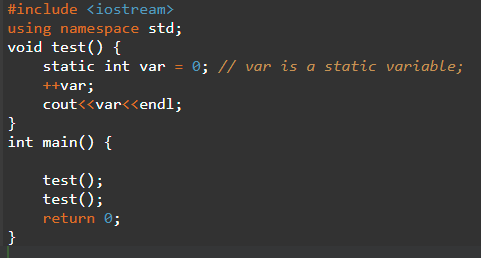 #include <iostream>
using namespace std;
void test() {
    static int var = 0; // var is a static variable;
    ++var;
    cout<<var<<endl;
}
int main() {

    test();
    test();
    return 0;
}